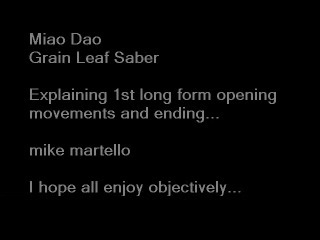 Miao Dao
Grain Leaf Saber
Explaining 1st long form opening
movements and ending...
mike martello
I hope all enjoy objectively...